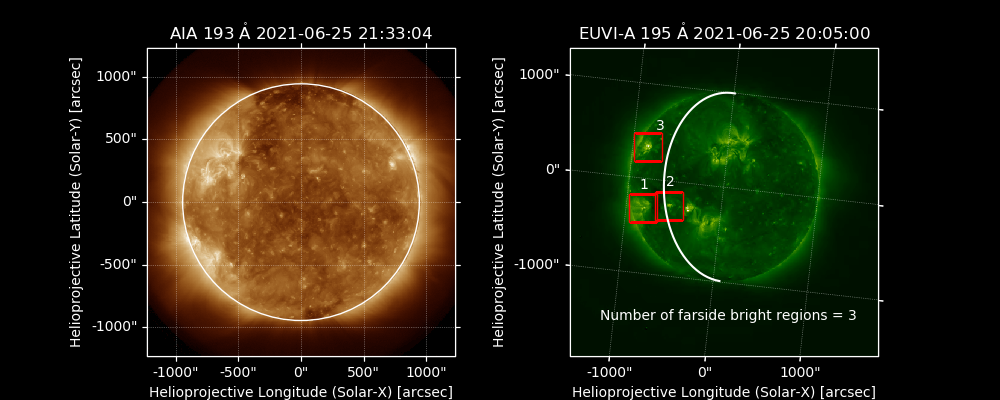 AIA 193 Å 2021-06-25 21:33:04
Helioprojective Latitude (Solar-Y) [arcsec]
1000"
500"
0"
-500"
-1000"
-1000" -500" 0" 500" 1000"
Helioprojective Longitude (Solar-X) [arcsec]
EUVI-A 195 Å 2021-06-25 20:05:00
Helioprojective Latitude (Solar-Y) [arcsec]
1000"
0"
-1000"
3
1 2
Number of farside bright regions = 3
-1000" 0" 1000"
Helioprojective Longitude (Solar-X) [arcsec]